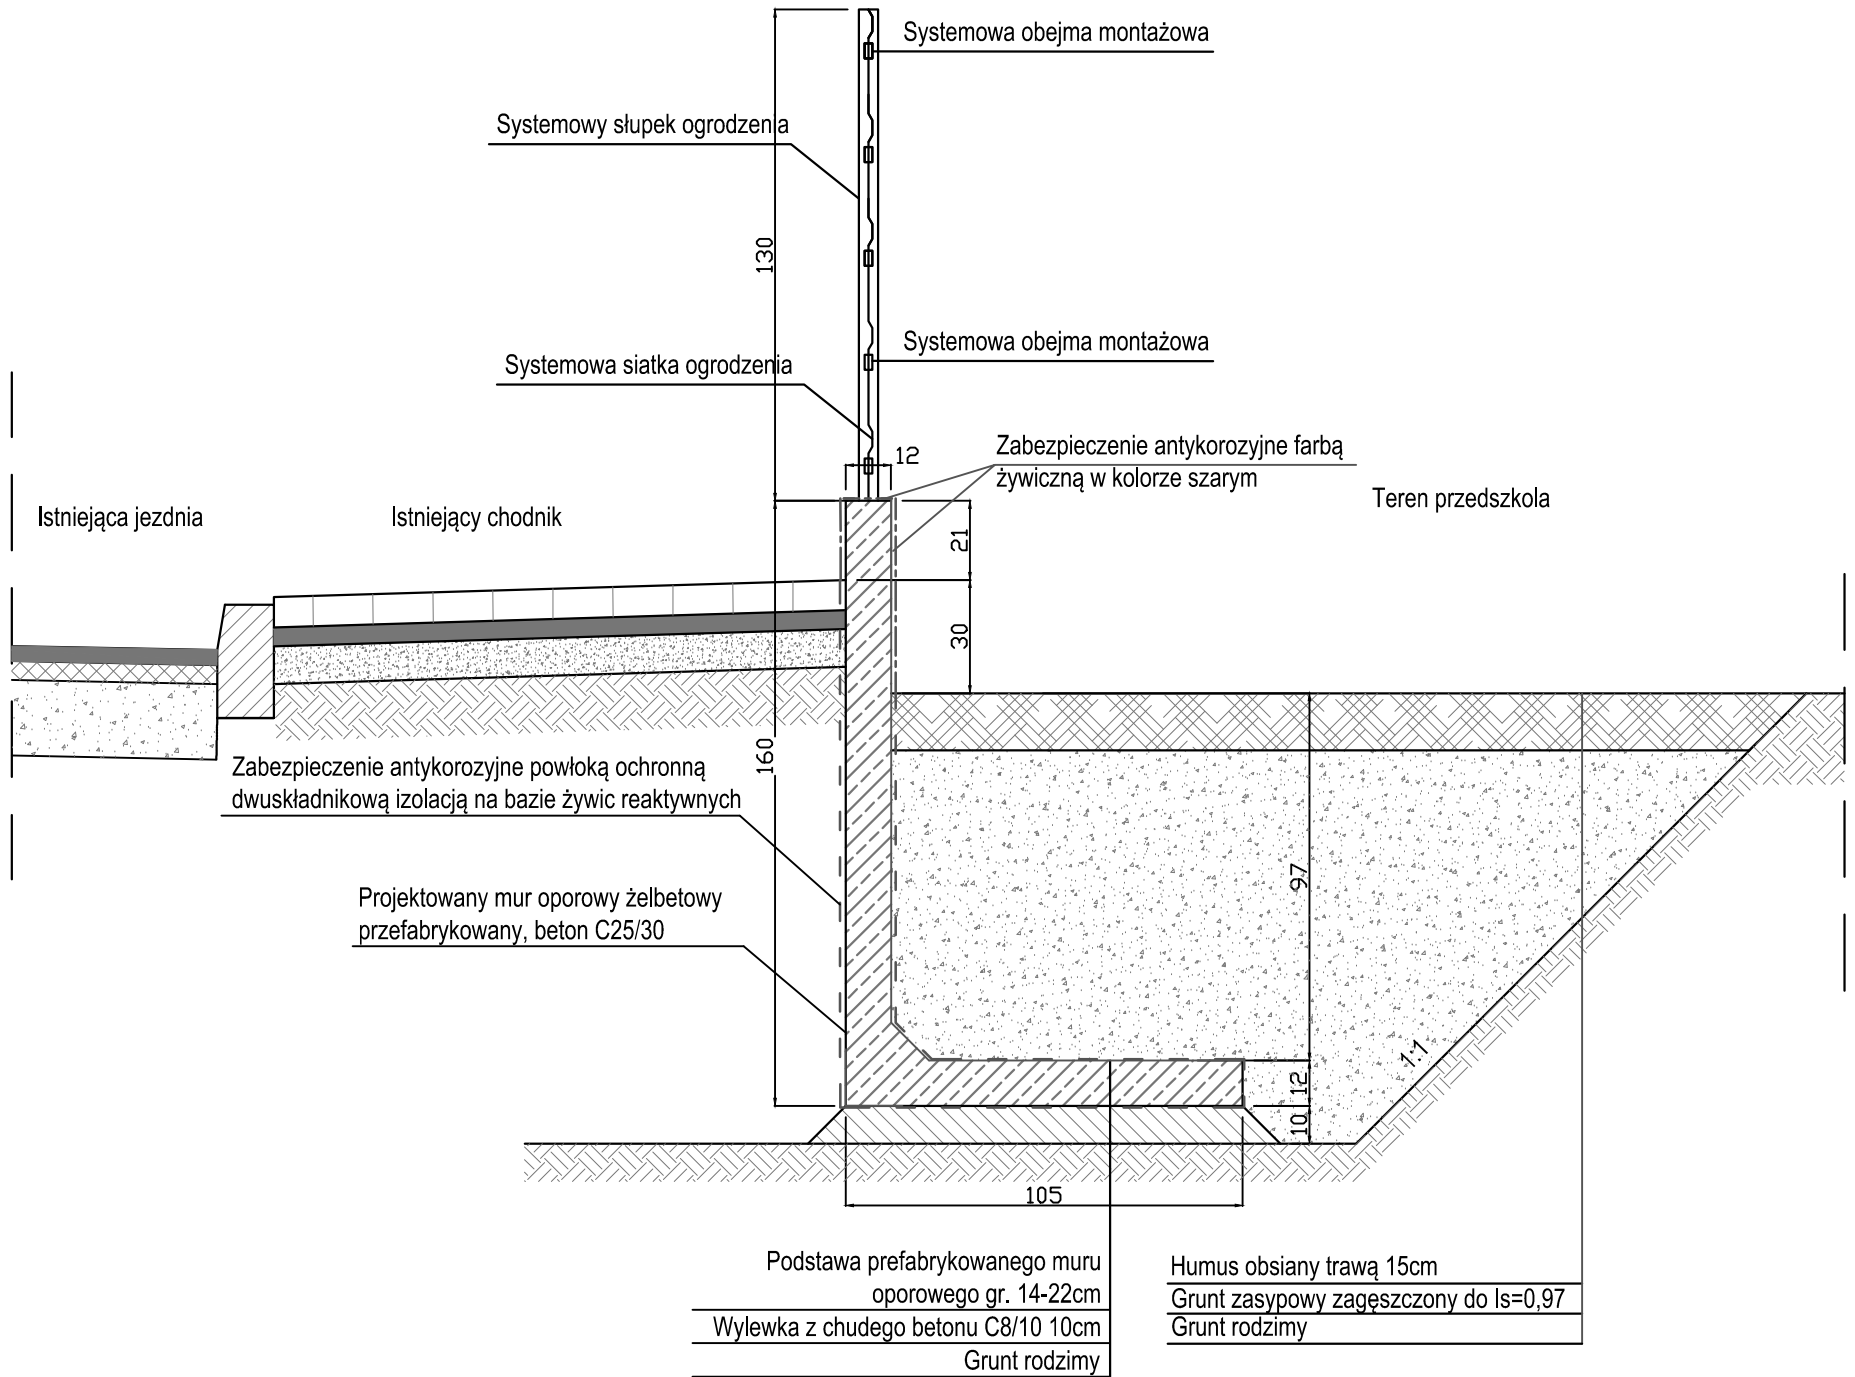 Systemowa obejma montażowa
Systemowy słupek ogrodzenia
130
Systemowa obejma montażowa
Systemowa siatka ogrodzenia
12
Zabezpieczenie antykorozyjne farbą
żywiczną w kolorze szarym
Teren przedszkola
Istniejąca jezdnia
Istniejący chodnik
21
30
160
Zabezpieczenie antykorozyjne powłoką ochronną
dwuskładnikową izolacją na bazie żywic reaktywnych
97
Projektowany mur oporowy żelbetowy
przefabrykowany, beton C25/30
1:1
12
10
105
Podstawa prefabrykowanego muru
oporowego gr. 14-22cm
Wylewka z chudego betonu C8/10 10cm
Grunt rodzimy
Humus obsiany trawą 15cm
Grunt zasypowy zagęszczony do Is=0,97
Grunt rodzimy